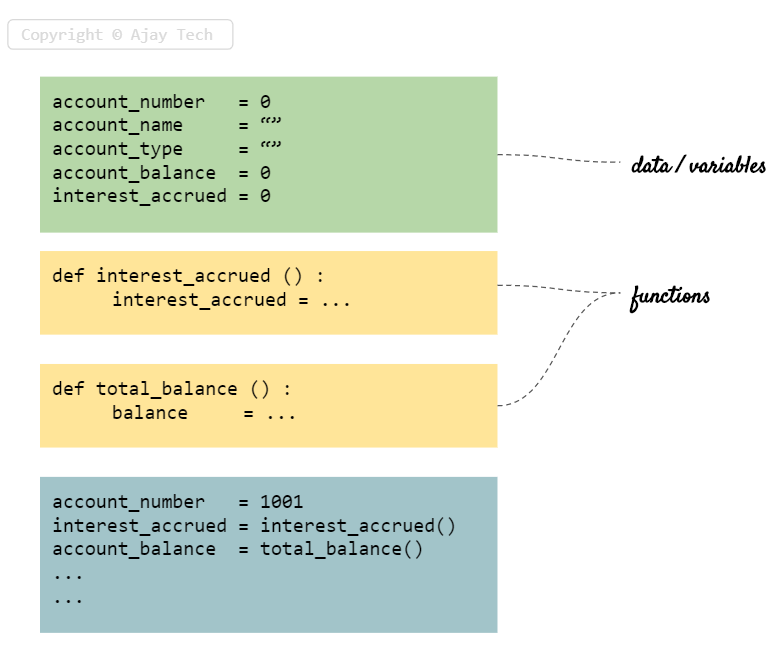 Copyright © Ajay Tech
account_number   = 0
account_name     = “”
account_type     = “”
account_balance  = 0
interest_accrued = 0
data / variables
def interest_accrued () :
     interest_accrued = ...
functions
def total_balance () :
     balance     = ...
account_number   = 1001
interest_accrued = interest_accrued()
account_balance  = total_balance()
...
...